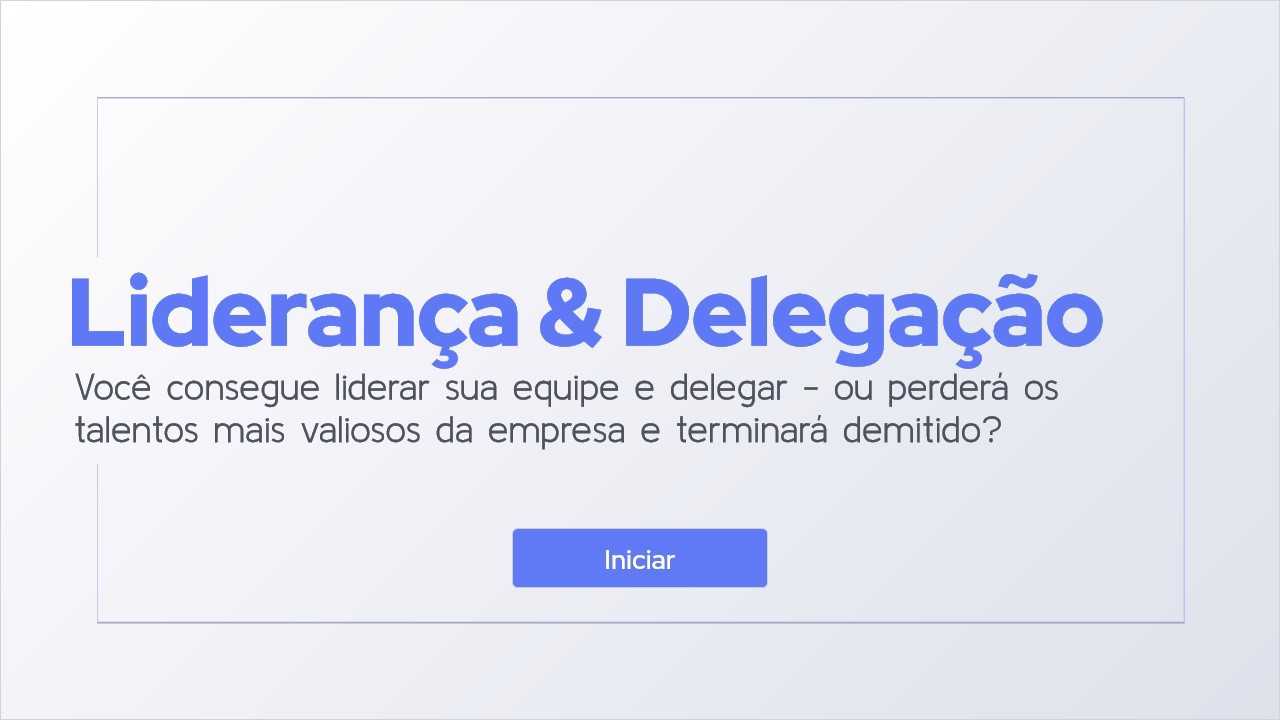 Liderança & Delegação
Você consegue liderar sua equipe e delegar - ou perderá os
talentos mais valiosos da empresa e terminará demitido?
Iniciar